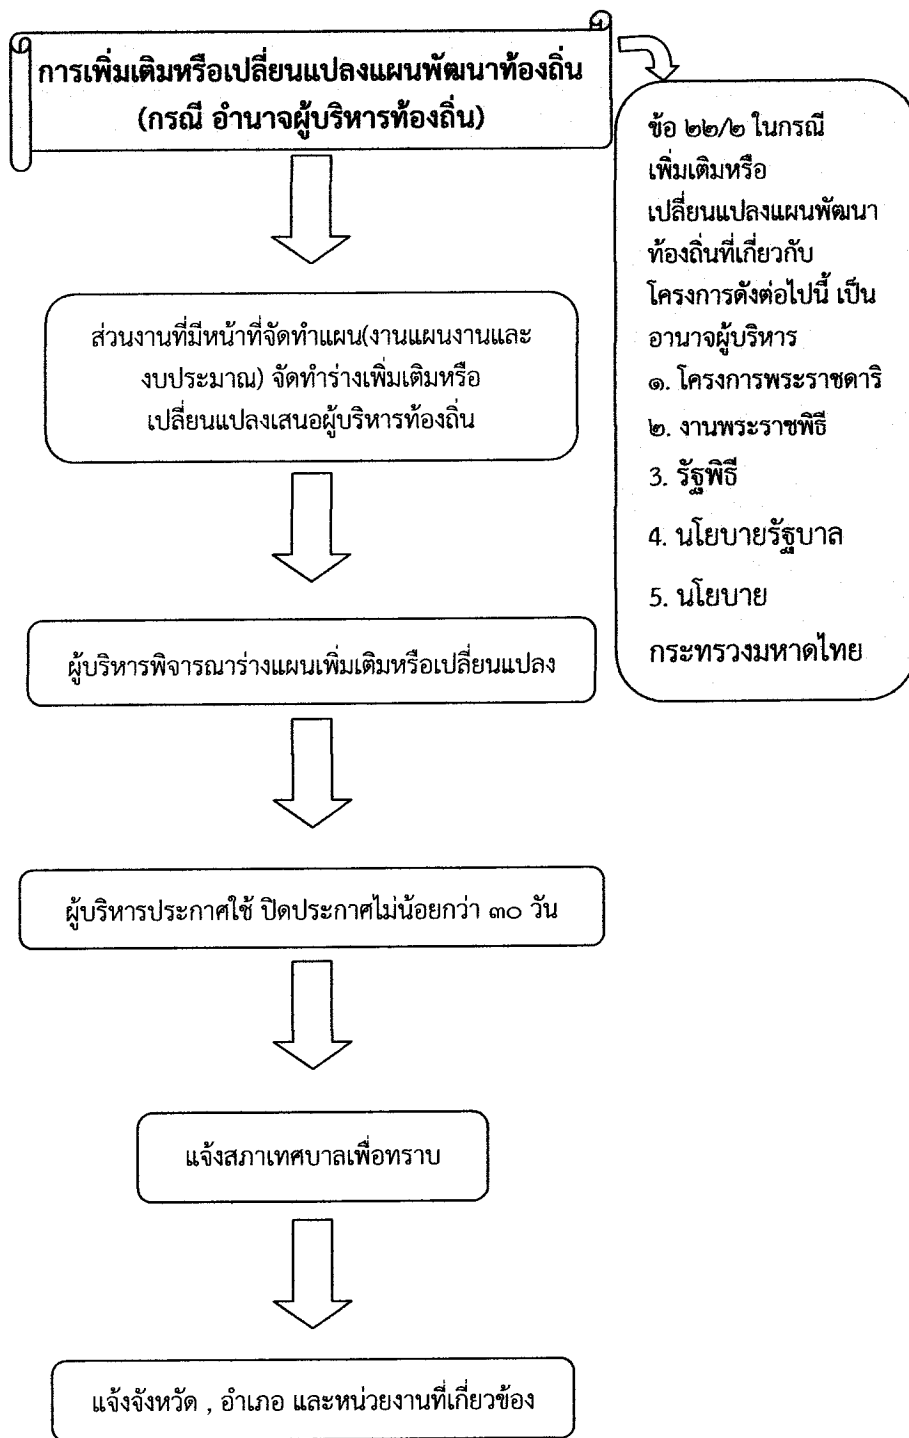 การเพิ่มเติมหรือเปลี่ยนแปลงแผนพัฒนาท้องถิ่น
(กรณี อำนาจผู้บริหารท้องถิ่น)
ข้อ ๒๒/๒ ในกรณี
เพิ่มเติมหรือ
เปลี่ยนแปลงแผนพัฒนา
ท้องถิ่นที่เกี่ยวกับ
โครงการดังต่อไปนี้ เป็น
อานาจผู้บริหาร
๑. โครงการพระราชดาริ
๒. งานพระราชพิธี
3. รัฐพิธี
4. นโยบายรัฐบาล
5. นโยบาย
กระทรวงมหาดไทย
ส่วนงานที่มีหน้าที่จัดทำแผน(งานแผนงานและ
งบประมาณ) จัดทำร่างเพิ่มเติมหรือ
เปลี่ยนแปลงเสนอผู้บริหารท้องถิ่น
ผู้บริหารพิจารณาร่างแผนเพิ่มเติมหรือเปลี่ยนแปลง
ผู้บริหารประกาศใช้ ปิดประกาศไม่น้อยกว่า ๓๐ วัน
แจ้งสภาเทศบาลเพื่อทราบ
แจ้งจังหวัด , อำเภอ และหน่วยงานที่เกี่ยวข้อง